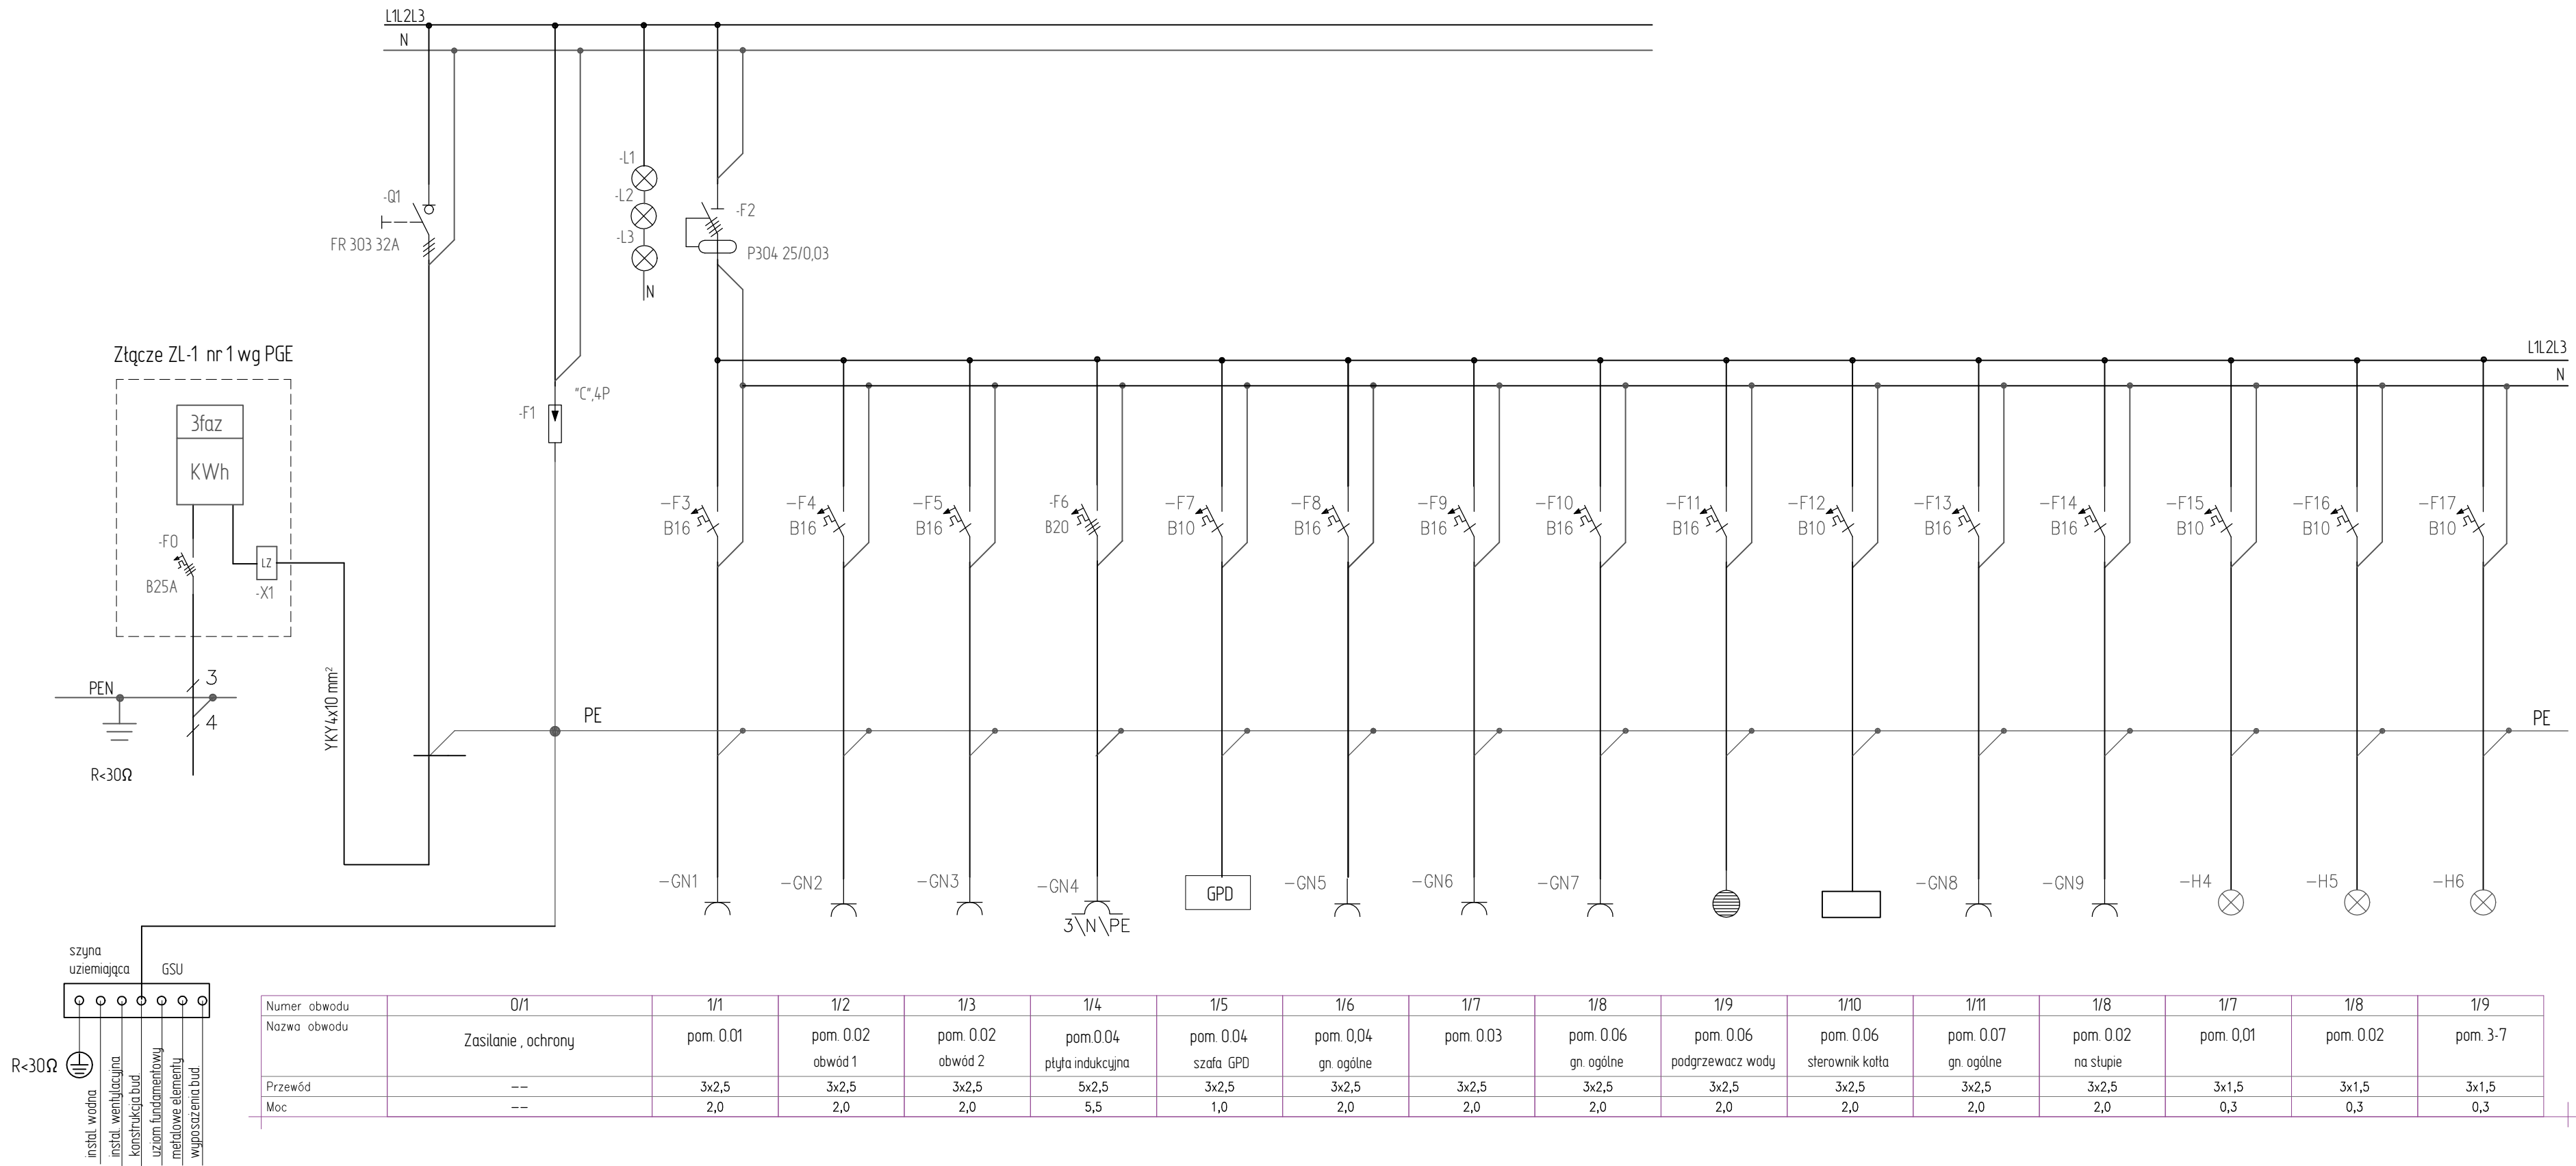 L1L2L3
N
-L1
-L2
-L3
N
-Q1
FR 303 32A
-F2
P304 25/0,03
Złącze ZL-1 nr 1 wg PGE
3faz
KWh
-F0
B25A
LZ
-X1
"C",4P
-F1
L1L2L3
N
-F3
B16
-F4
B16
-F5
B16
-F6
B20
-F7
B10
-F8
B16
-F9
B16
-F10
B16
-F11
B16
-F12
B10
-F13
B16
-F14
B16
-F15
B10
-F16
B10
-F17
B10
PEN
3
4
R<30Ω
YKY4x10 mm²
PE
PE
-GN1
-GN2
-GN3
-GN4
3\N\PE
GPD
-GN5
-GN6
-GN7
-GN8
-GN9
-H4
-H5
-H6
szyna
uziemiająca GSU
R<30Ω
instal. wodna
instal. wentylacyjna
konstrukcja bud.
uziom fundamentowy
metalowe elementy
wyposażenia bud.
Numer obwodu 0/1 1/1 1/2 1/3 1/4 1/5 1/6 1/7 1/8 1/9 1/10 1/11 1/8 1/7 1/8 1/9
Nazwa obwodu Zasilanie , ochrony pom. 0.01 pom. 0.02 pom. 0.02 pom.0.04 pom. 0.04 pom. 0,04 pom. 0.03 pom. 0.06 pom. 0.06 pom. 0.06 pom. 0.07 pom. 0.02 pom. 0,01 pom. 0.02 pom. 3-7
obwód 1 obwód 2 płyta indukcyjna szafa GPD gn. ogólne gn. ogólne podgrzewacz wody sterownik kotła gn. ogólne na słupie
Przewód -- 3x2,5 3x2,5 3x2,5 5x2,5 3x2,5 3x2,5 3x2,5 3x2,5 3x2,5 3x2,5 3x2,5 3x2,5 3x1,5 3x1,5 3x1,5
Moc -- 2,0 2,0 2,0 5,5 1,0 2,0 2,0 2,0 2,0 2,0 2,0 2,0 0,3 0,3 0,3